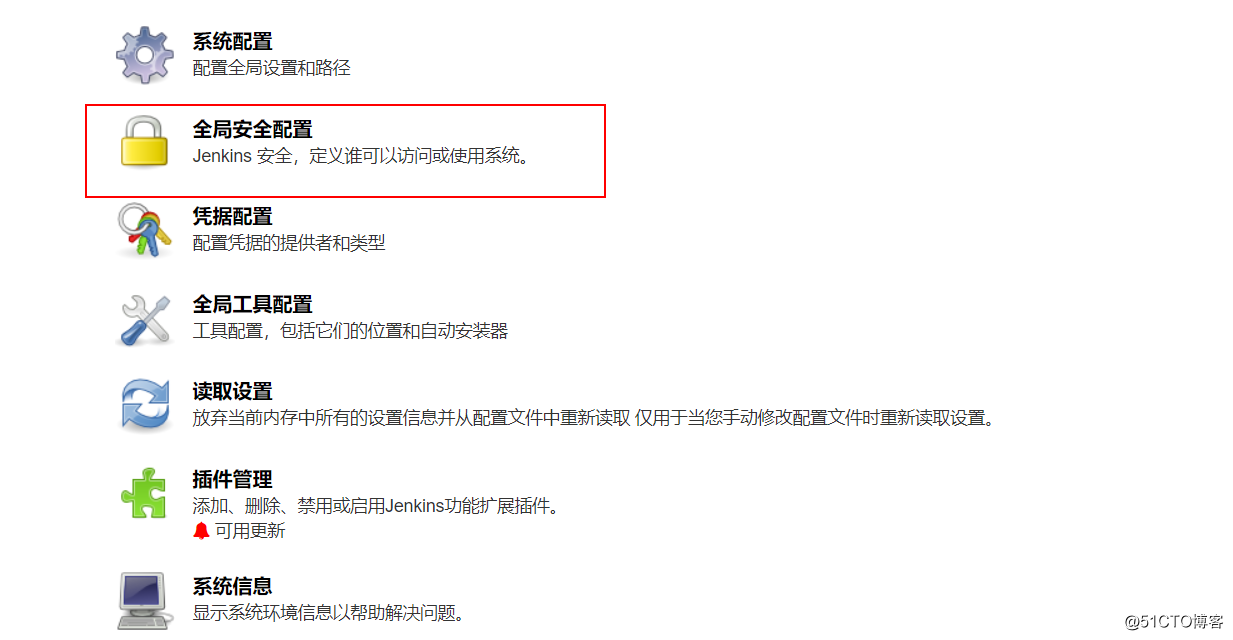 系统配置
配置全局设置和路径
全局安全配置
Jenkins 安全，定义谁可以访问或使用系统。
凭据配置
配置凭据的提供者和类型
全局工具配置
工具配置，包括它们的位置和自动安装器
读取设置
放弃当前内存中所有的设置信息并从配置文件中重新读取 仅用于当您手动修改配置文件时重新读取设置。
插件管理
添加、删除、禁用或启用Jenkins功能扩展插件。
可用更新
系统信息
显示系统环境信息以帮助解决问题。
@51CTO博客